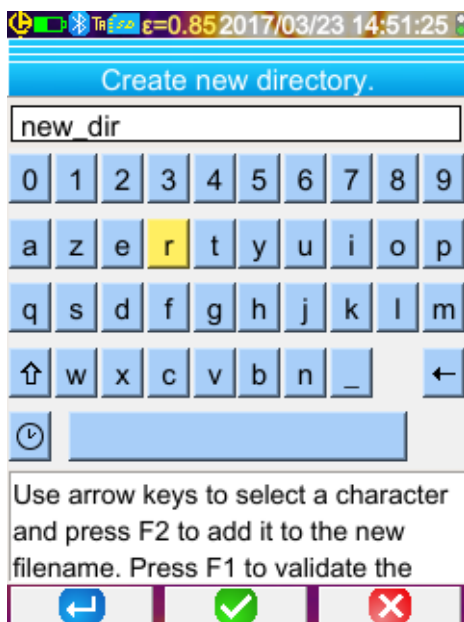 ε=0.85 2017/03/23 14:51:25
Create new directory.
new_dir
0 1 2 3 4 5 6 7 8 9
a z e r t y u i o p
q s d f g h j k l m
w x c v b n _
Use arrow keys to select a character
and press F2 to add it to the new
filename. Press F1 to validate the